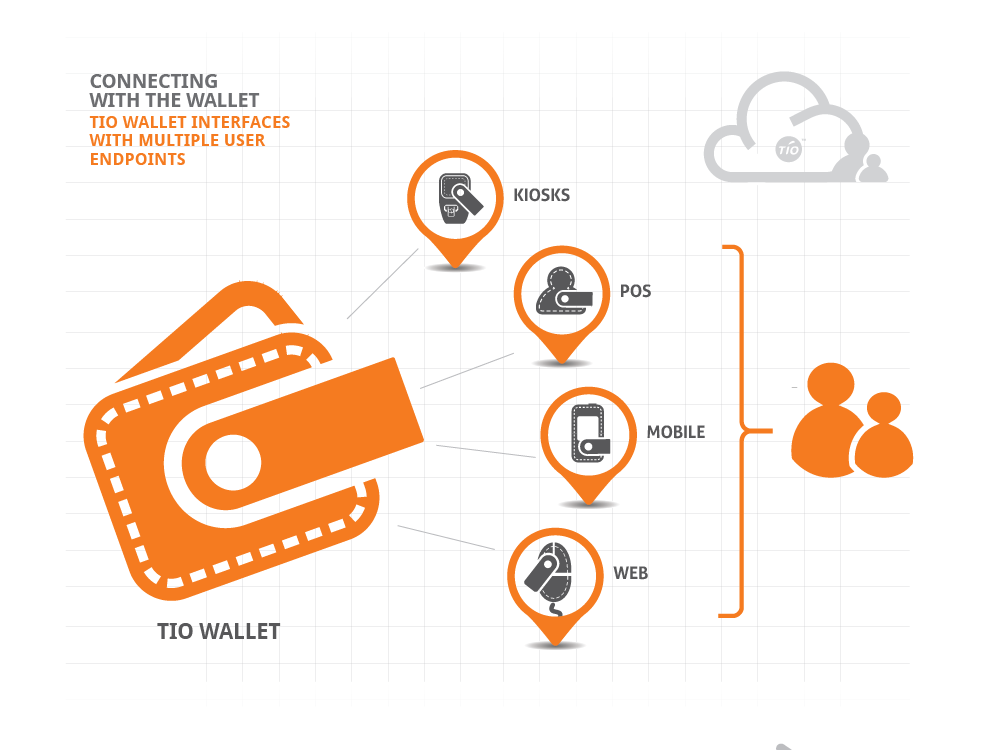 CONNECTING
WITH THE WALLET
TIO WALLET INTERFACES
WITH MULTIPLE USER
ENDPOINTS
TIO
KIOSKS
POS
MOBILE
WEB
TIO WALLET